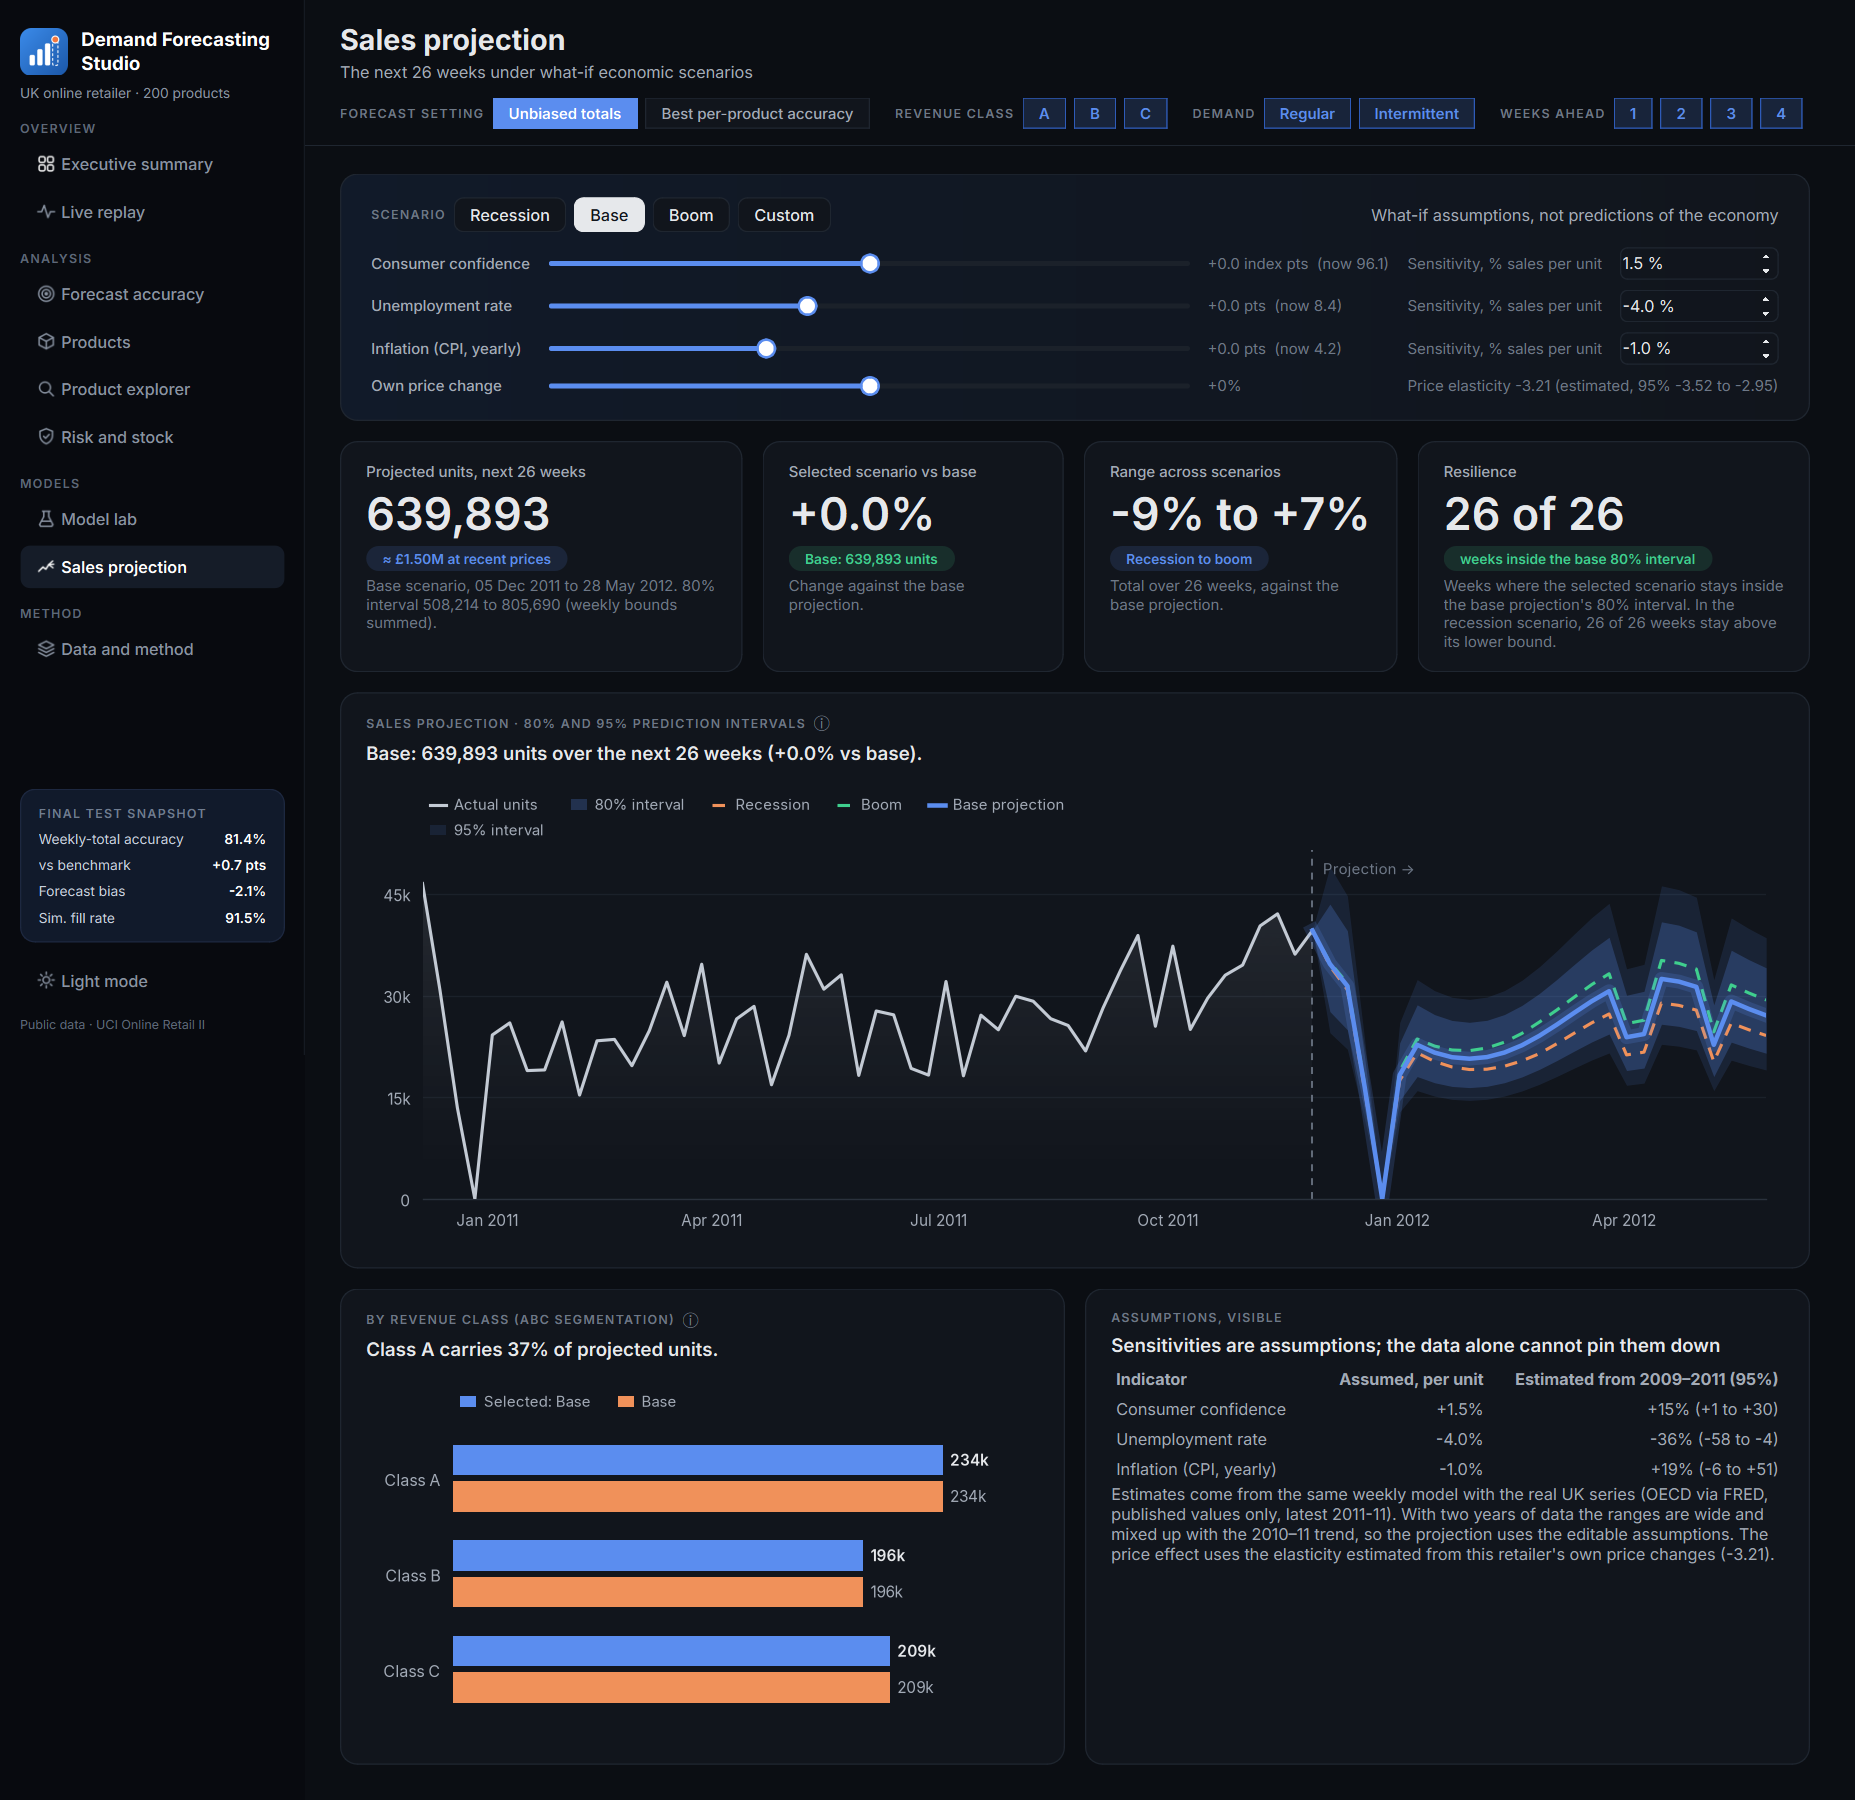 Demand Forecasting
Studio
UK online retailer · 200 products
OVERVIEW
Executive summary
Live replay
ANALYSIS
Forecast accuracy
Products
Product explorer
Risk and stock
MODELS
Model lab
Sales projection
METHOD
Data and method
FINAL TEST SNAPSHOT
Weekly-total accuracy 81.4%
vs benchmark +0.7 pts
Forecast bias -2.1%
Sim. fill rate 91.5%
Light mode
Public data · UCI Online Retail II
Sales projection
The next 26 weeks under what-if economic scenarios
FORECAST SETTING Unbiased totals Best per-product accuracy REVENUE CLASS A B C DEMAND Regular Intermittent WEEKS AHEAD 1 2 3 4
SCENARIO Recession Base Boom Custom What-if assumptions, not predictions of the economy
Consumer confidence +0.0 index pts (now 96.1) Sensitivity, % sales per unit 1.5 %
Unemployment rate +0.0 pts (now 8.4) Sensitivity, % sales per unit -4.0 %
Inflation (CPI, yearly) +0.0 pts (now 4.2) Sensitivity, % sales per unit -1.0 %
Own price change +0% Price elasticity -3.21 (estimated, 95% -3.52 to -2.95)
Projected units, next 26 weeks
639,893
≈ £1.50M at recent prices
Base scenario, 05 Dec 2011 to 28 May 2012. 80%
interval 508,214 to 805,690 (weekly bounds
summed).
Selected scenario vs base
+0.0%
Base: 639,893 units
Change against the base
projection.
Range across scenarios
-9% to +7%
Recession to boom
Total over 26 weeks, against the
base projection.
Resilience
26 of 26
weeks inside the base 80% interval
Weeks where the selected scenario stays inside
the base projection's 80% interval. In the
recession scenario, 26 of 26 weeks stay above
its lower bound.
SALES PROJECTION · 80% AND 95% PREDICTION INTERVALS ⓘ
Base: 639,893 units over the next 26 weeks (+0.0% vs base).
Actual units 80% interval Recession Boom Base projection
95% interval
Projection →
45k
30k
15k
0
Jan 2011 Apr 2011 Jul 2011 Oct 2011 Jan 2012 Apr 2012
BY REVENUE CLASS (ABC SEGMENTATION) ⓘ
Class A carries 37% of projected units.
Selected: Base Base
Class A 234k
234k
Class B 196k
196k
Class C 209k
209k
ASSUMPTIONS, VISIBLE
Sensitivities are assumptions; the data alone cannot pin them down
Indicator Assumed, per unit Estimated from 2009–2011 (95%)
Consumer confidence +1.5% +15% (+1 to +30)
Unemployment rate -4.0% -36% (-58 to -4)
Inflation (CPI, yearly) -1.0% +19% (-6 to +51)
Estimates come from the same weekly model with the real UK series (OECD via FRED,
published values only, latest 2011-11). With two years of data the ranges are wide and
mixed up with the 2010–11 trend, so the projection uses the editable assumptions. The
price effect uses the elasticity estimated from this retailer's own price changes (-3.21).